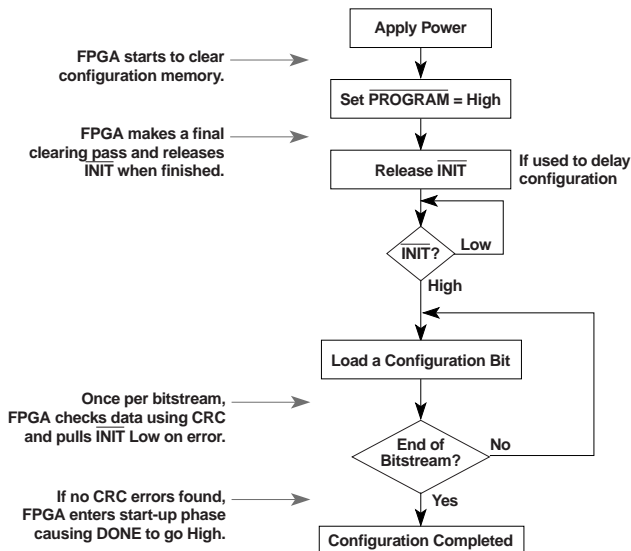 Apply Power
FPGA starts to clear
configuration memory.
Set PROGRAM = High
FPGA makes a final
clearing pass and releases
INIT when finished.
Release INIT
If used to delay
configuration
INIT?
Low
High
Load a Configuration Bit
Once per bitstream,
FPGA checks data using CRC
and pulls INIT Low on error.
End of
Bitstream?
No
Yes
If no CRC errors found,
FPGA enters start-up phase
causing DONE to go High.
Configuration Completed